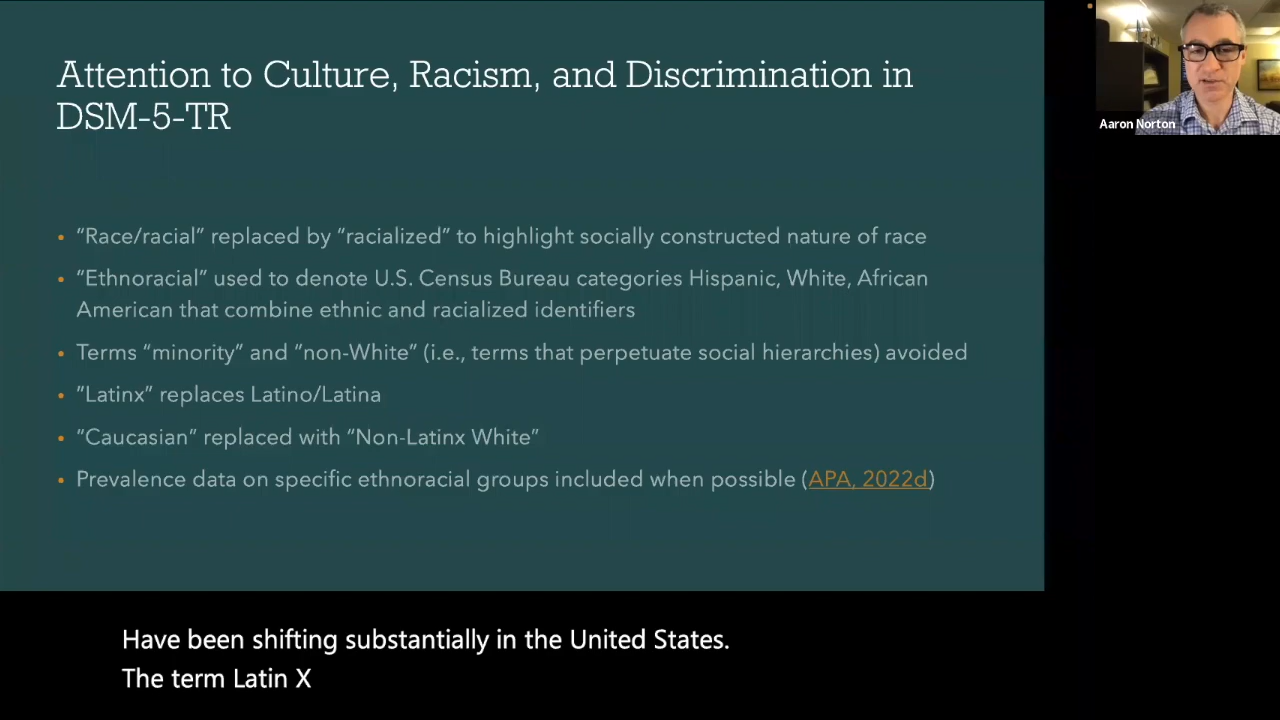 Attention to Culture, Racism, and Discrimination in
DSM-5-TR
• “Race/racial” replaced by “racialized” to highlight socially constructed nature of race
• “Ethnoracial” used to denote U.S. Census Bureau categories Hispanic, White, African
American that combine ethnic and racialized identifiers
• Terms “minority” and “non-White” (i.e., terms that perpetuate social hierarchies) avoided
• “Latinx” replaces Latino/Latina
• “Caucasian” replaced with “Non-Latinx White”
• Prevalence data on specific ethnoracial groups included when possible (APA, 2022d)
Aaron Norton
Have been shifting substantially in the United States.
The term Latin X